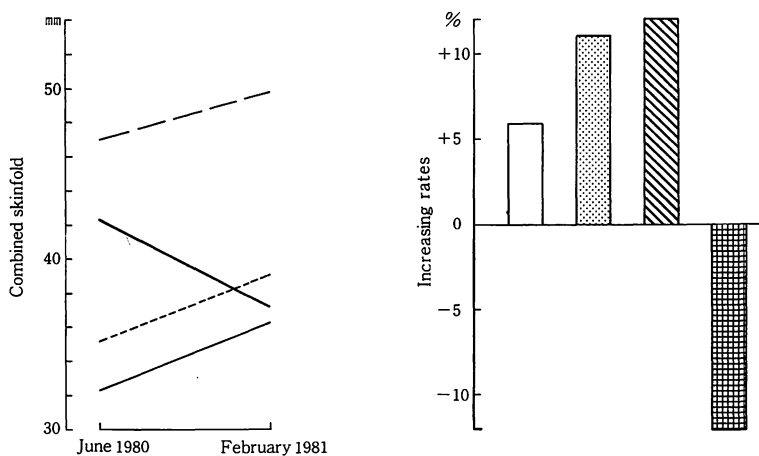 mm
50
40
30
Combined skinfold
June 1980
February 1981
%
+10
+5
0
−5
−10
Increasing rates